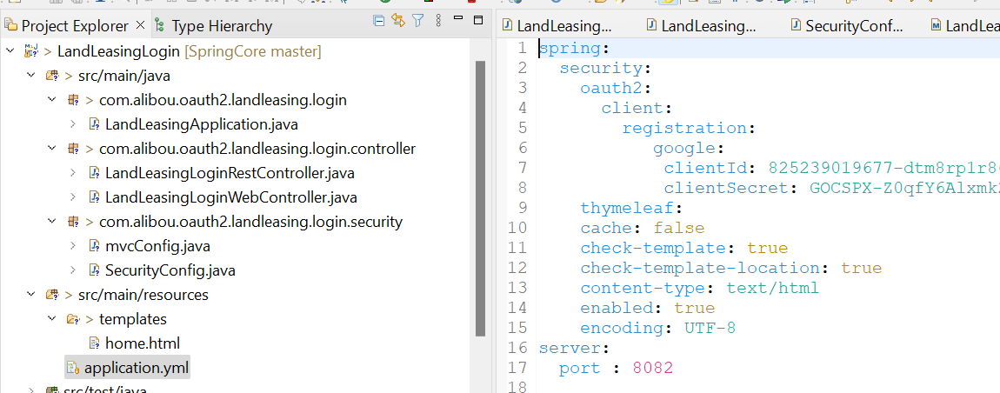 Project Explorer
Type Hierarchy
> LandLeasingLogin [SpringCore master]
> src/main/java
> com.alibou.oauth2.landleasing.login
LandLeasingApplication.java
> com.alibou.oauth2.landleasing.login.controller
LandLeasingLoginRestController.java
LandLeasingLoginWebController.java
> com.alibou.oauth2.landleasing.login.security
mvcConfig.java
SecurityConfig.java
> src/main/resources
> templates
home.html
application.yml
src/test/java
LandLeasing...
LandLeasing...
SecurityConf...
LandLea
1 spring:
2 security:
3 oauth2:
4 client:
5 registration:
6 google:
7 clientId: 825239019677-dtm8rp1r8
8 clientSecret: GOCSPX-Z0qfY6Alxmk
9 thymeleaf:
10 cache: false
11 check-template: true
12 check-template-location: true
13 content-type: text/html
14 enabled: true
15 encoding: UTF-8
16 server:
17 port : 8082
18